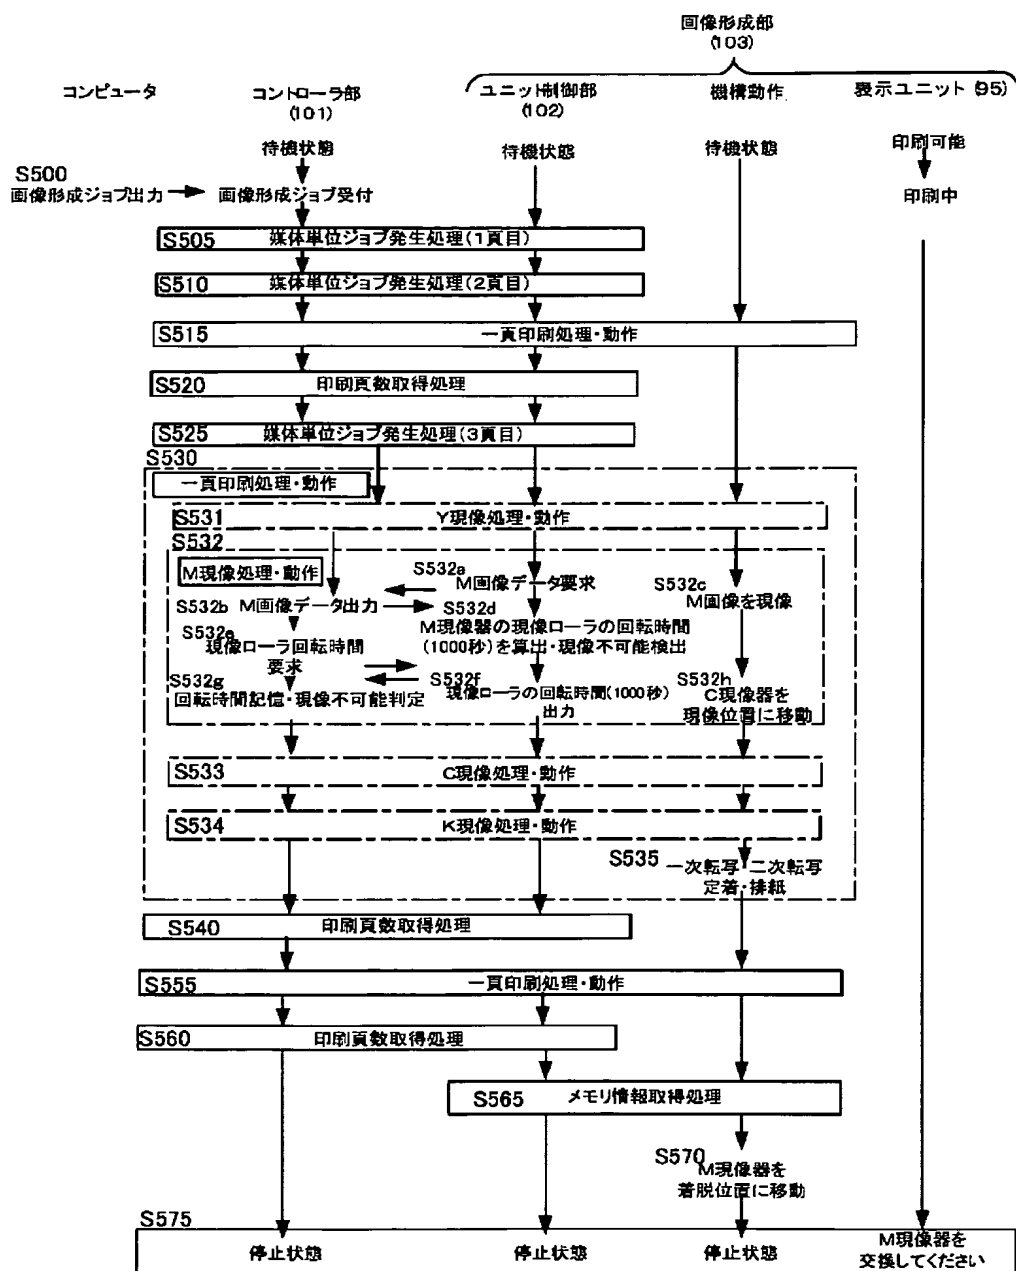 画像形成部
(103)
コンピュータ
コントローラ部
(101)
ユニット制御部
(102)
機構動作
表示ユニット(95)
待機状態
待機状態
待機状態
印刷可能
S500
画像形成ジョブ出力
画像形成ジョブ受付
印刷中
S505
媒体単位ジョブ発生処理(1頁目)
S510
媒体単位ジョブ発生処理(2頁目)
S515
一頁印刷処理・動作
S520
印刷頁数取得処理
S525
媒体単位ジョブ発生処理(3頁目)
S530
一頁印刷処理・動作
S531
Y現像処理・動作
S532
M現像処理・動作
S532a
M画像データ要求
S532c
M画像を現像
S532b
M画像データ出力
S532d
M現像器の現像ローラの回転時間
(1000秒)を算出・現像不可能検出
S532e
現像ローラ回転時間
要求
S532g
回転時間記憶・現像不可能判定
S532f
現像ローラの回転時間(1000秒)
出力
S532h
C現像器を
現像位置に移動
S533
C現像処理・動作
S534
K現像処理・動作
S535
一次転写・二次転写
定着・排紙
S540
印刷頁数取得処理
S555
一頁印刷処理・動作
S560
印刷頁数取得処理
S565
メモリ情報取得処理
S570
M現像器を
着脱位置に移動
S575
停止状態
停止状態
停止状態
M現像器を
交換してください